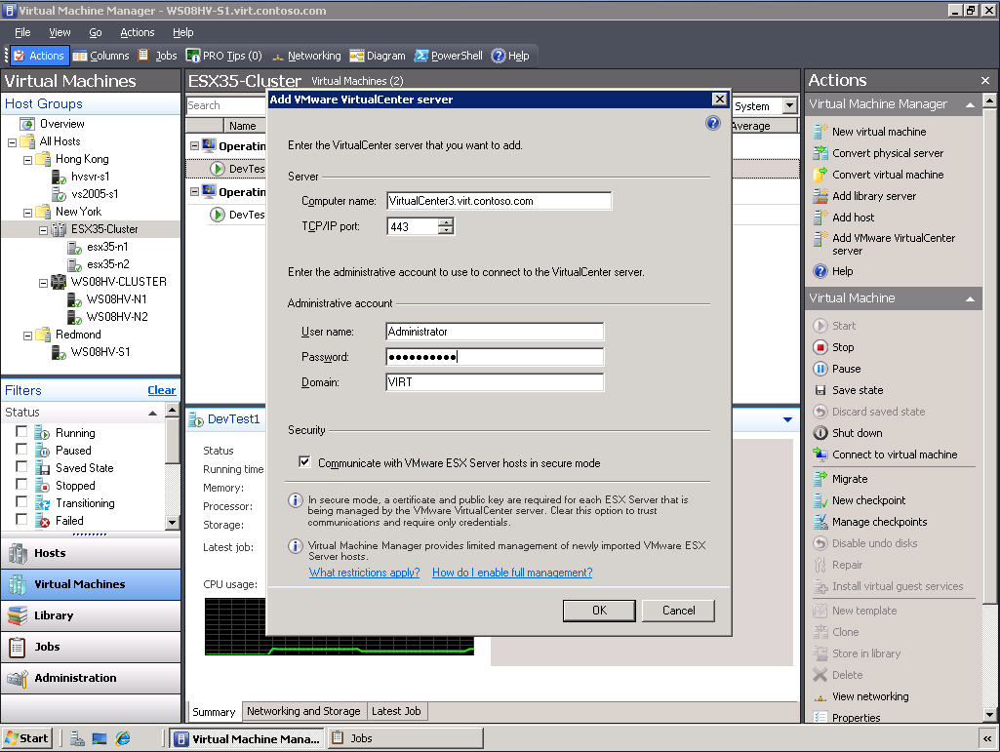 Virtual Machine Manager - WS08HV-S1.virt.contoso.com
File View Go Actions Help
Actions Columns Jobs PRO Tips (0) Networking Diagram PowerShell Help
Virtual Machines
Host Groups
Overview
All Hosts
Hong Kong
hvsvr-s1
vs2005-s1
New York
ESX35-Cluster
esx35-n1
esx35-n2
WS08HV-CLUSTER
WS08HV-N1
WS08HV-N2
Redmond
WS08HV-S1
Filters Clear
Status
Running
Paused
Saved State
Stopped
Transitioning
Failed
Hosts
Virtual Machines
Library
Jobs
Administration
ESX35-Cluster Virtual Machines (2)
Search
System
Name
Average
Operatin
DevTes
Operatin
DevTes
Add VMware VirtualCenter server
Enter the VirtualCenter server that you want to add.
Server
Computer name: VirtualCenter3.virt.contoso.com
TCP/IP port: 443
Enter the administrative account to use to connect to the VirtualCenter server.
Administrative account
User name: Administrator
Password: ●●●●●●●●●●
Domain: VIRT
Security
Communicate with VMware ESX Server hosts in secure mode
In secure mode, a certificate and public key are required for each ESX Server that is
being managed by the VMware VirtualCenter server. Clear this option to trust
communications and require only credentials.
Virtual Machine Manager provides limited management of newly imported VMware ESX
Server hosts.
What restrictions apply? How do I enable full management?
OK Cancel
DevTest1
Status
Running time
Memory:
Processor:
Storage:
Latest job:
CPU usage:
Summary Networking and Storage Latest Job
Actions
Virtual Machine Manager
New virtual machine
Convert physical server
Convert virtual machine
Add library server
Add host
Add VMware VirtualCenter
server
Help
Virtual Machine
Start
Stop
Pause
Save state
Discard saved state
Shut down
Connect to virtual machine
Migrate
New checkpoint
Manage checkpoints
Disable undo disks
Repair
Install virtual guest services
New template
Clone
Store in library
Delete
View networking
Properties
Start Virtual Machine Mana... Jobs